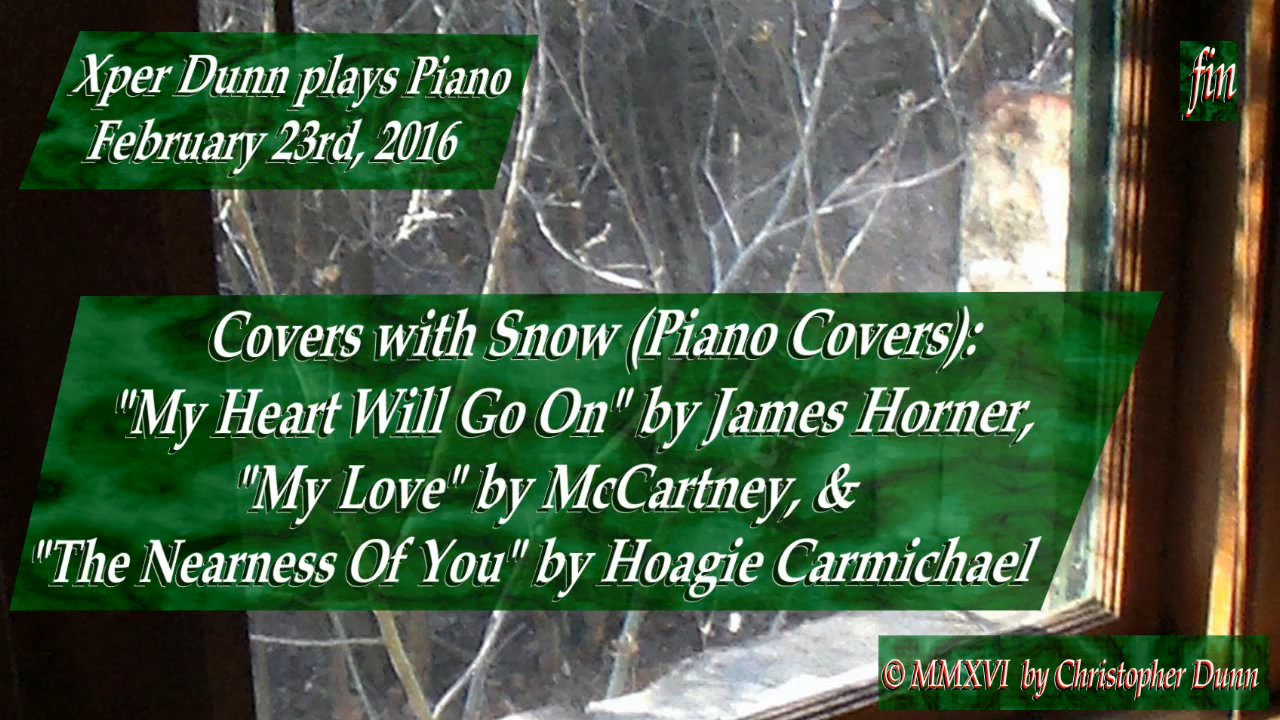 Xper Dunn plays Piano
February 23rd, 2016
fin
Covers with Snow (Piano Covers):
"My Heart Will Go On" by James Horner,
"My Love" by McCartney, &
"The Nearness Of You" by Hoagie Carmichael
© MMXVI by Christopher Dunn